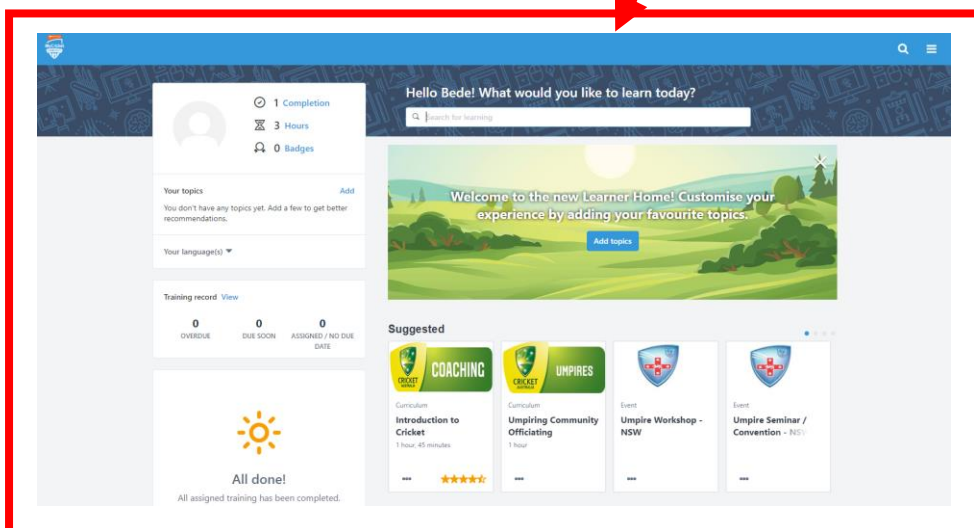 Hello Bede! What would you like to learn today?
Search for learning
1 Completion
3 Hours
0 Badges
Your topics Add
You don't have any topics yet. Add a few to get better
recommendations.
Your language(s)
Training record View
0 0 0
OVERDUE DUE SOON ASSIGNED / NO DUE
DATE
All done!
All assigned training has been completed.
Welcome to the new Learner Home! Customise your
experience by adding your favourite topics.
Add topics
Suggested
CRICKET
AUSTRALIA
COACHING
Curriculum
Introduction to
Cricket
1 hour, 45 minutes
CRICKET
AUSTRALIA
UMPIRES
Curriculum
Umpiring Community
Officiating
1 hour
Event
Umpire Workshop -
NSW
Event
Umpire Seminar /
Convention - NSW